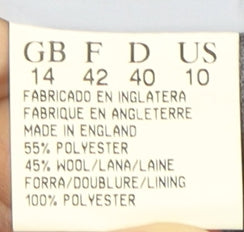 GB F D US
14 42 40 10
FABRICADO EN INGLATERA
FABRIQUE EN ANGLETERRE
MADE IN ENGLAND
55% POLYESTER
45% WOOL/LANA/LAINE
FORRA/DOUBLURE/LINING
100% POLYESTER